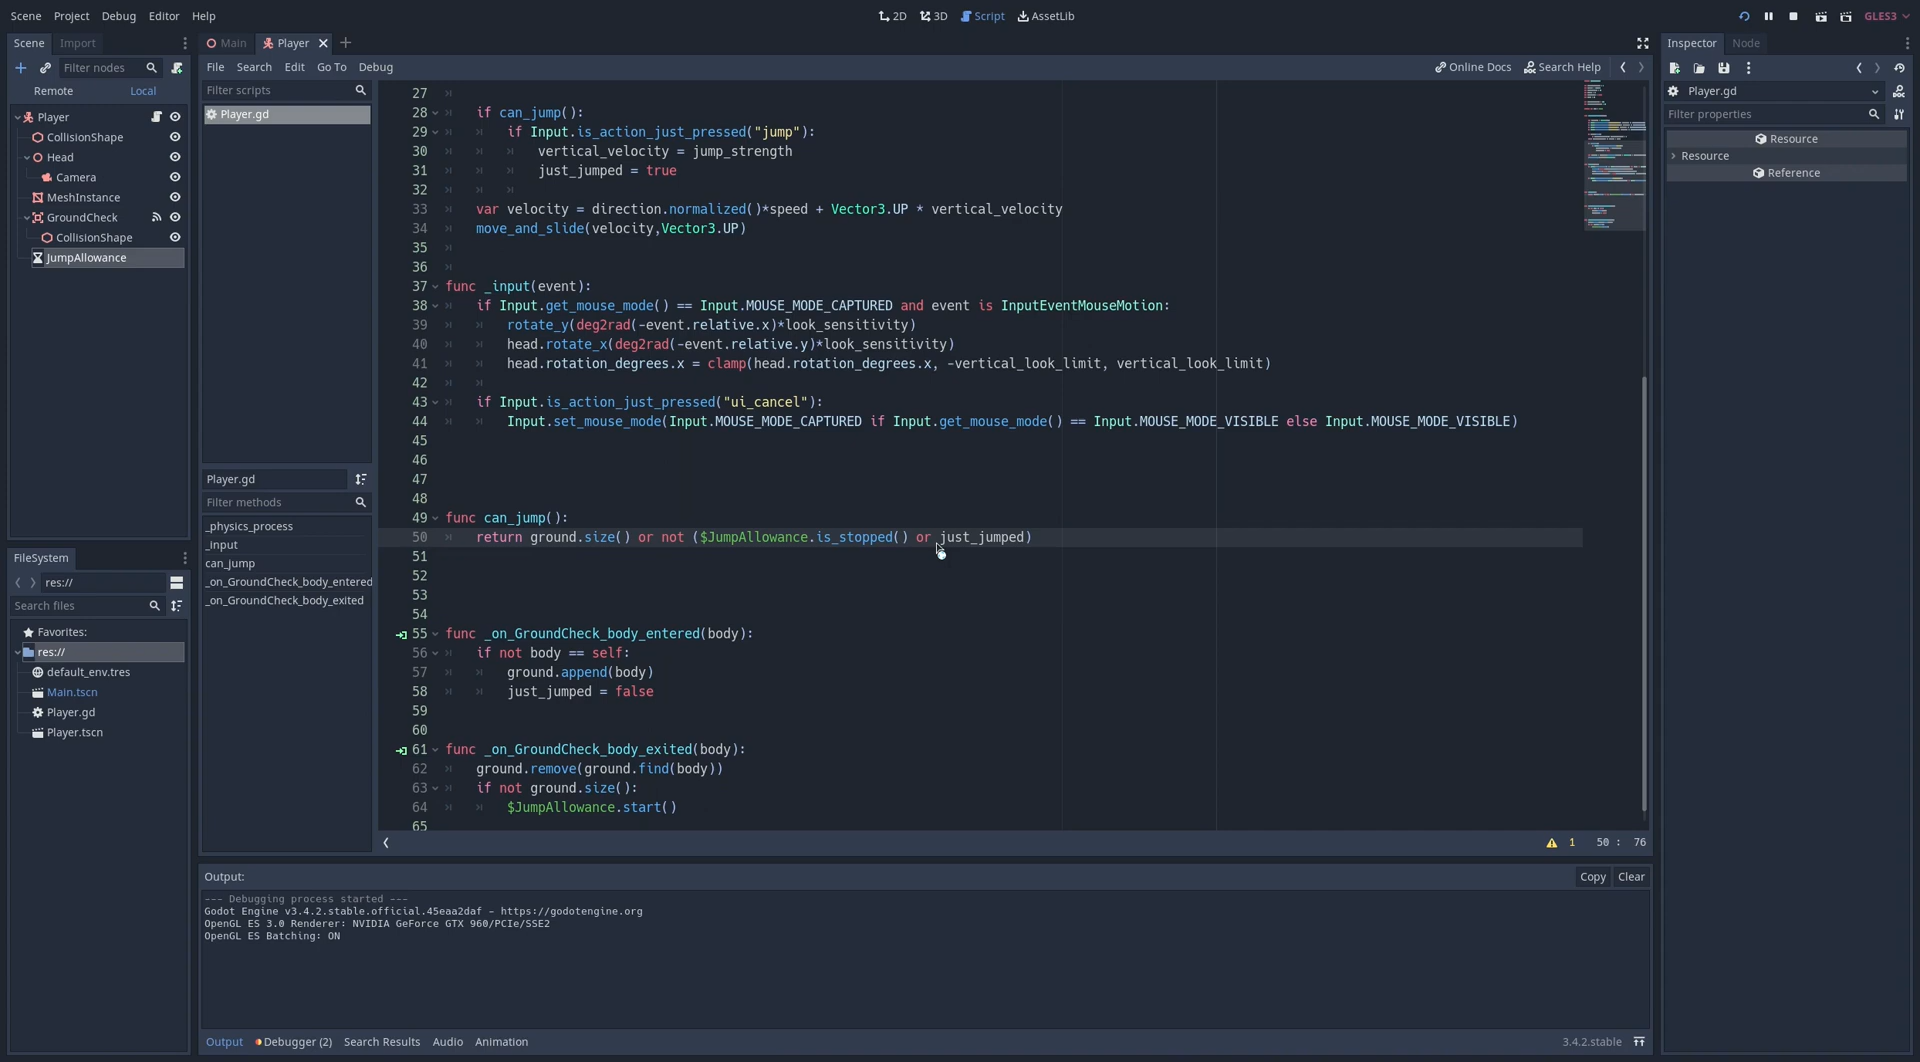 Scene Project Debug Editor Help
2D 3D Script AssetLib
GLES3
Scene Import
Filter nodes
Remote Local
Player
CollisionShape
Head
Camera
MeshInstance
GroundCheck
CollisionShape
JumpAllowance
FileSystem
res://
Search files
Favorites:
res://
default_env.tres
Main.tscn
Player.gd
Player.tscn
Main Player
File Search Edit Go To Debug
Online Docs Search Help
Filter scripts
Player.gd
Player.gd
Filter methods
_physics_process
_input
can_jump
_on_GroundCheck_body_entered
_on_GroundCheck_body_exited
27
28 if can_jump():
29 if Input.is_action_just_pressed("jump"):
30 vertical_velocity = jump_strength
31 just_jumped = true
32
33 var velocity = direction.normalized()*speed + Vector3.UP * vertical_velocity
34 move_and_slide(velocity,Vector3.UP)
35
36
37 func _input(event):
38 if Input.get_mouse_mode() == Input.MOUSE_MODE_CAPTURED and event is InputEventMouseMotion:
39 rotate_y(deg2rad(-event.relative.x)*look_sensitivity)
40 head.rotate_x(deg2rad(-event.relative.y)*look_sensitivity)
41 head.rotation_degrees.x = clamp(head.rotation_degrees.x, -vertical_look_limit, vertical_look_limit)
42
43 if Input.is_action_just_pressed("ui_cancel"):
44 Input.set_mouse_mode(Input.MOUSE_MODE_CAPTURED if Input.get_mouse_mode() == Input.MOUSE_MODE_VISIBLE else Input.MOUSE_MODE_VISIBLE)
45
46
47
48
49 func can_jump():
50 return ground.size() or not ($JumpAllowance.is_stopped() or just_jumped)
51
52
53
54
55 func _on_GroundCheck_body_entered(body):
56 if not body == self:
57 ground.append(body)
58 just_jumped = false
59
60
61 func _on_GroundCheck_body_exited(body):
62 ground.remove(ground.find(body))
63 if not ground.size():
64 $JumpAllowance.start()
65
1 50 : 76
Output:
Copy Clear
--- Debugging process started ---
Godot Engine v3.4.2.stable.official.45eaa2daf - https://godotengine.org
OpenGL ES 3.0 Renderer: NVIDIA GeForce GTX 960/PCIe/SSE2
OpenGL ES Batching: ON
Output Debugger (2) Search Results Audio Animation
3.4.2.stable
Inspector Node
Player.gd
Filter properties
Resource
Resource
Reference